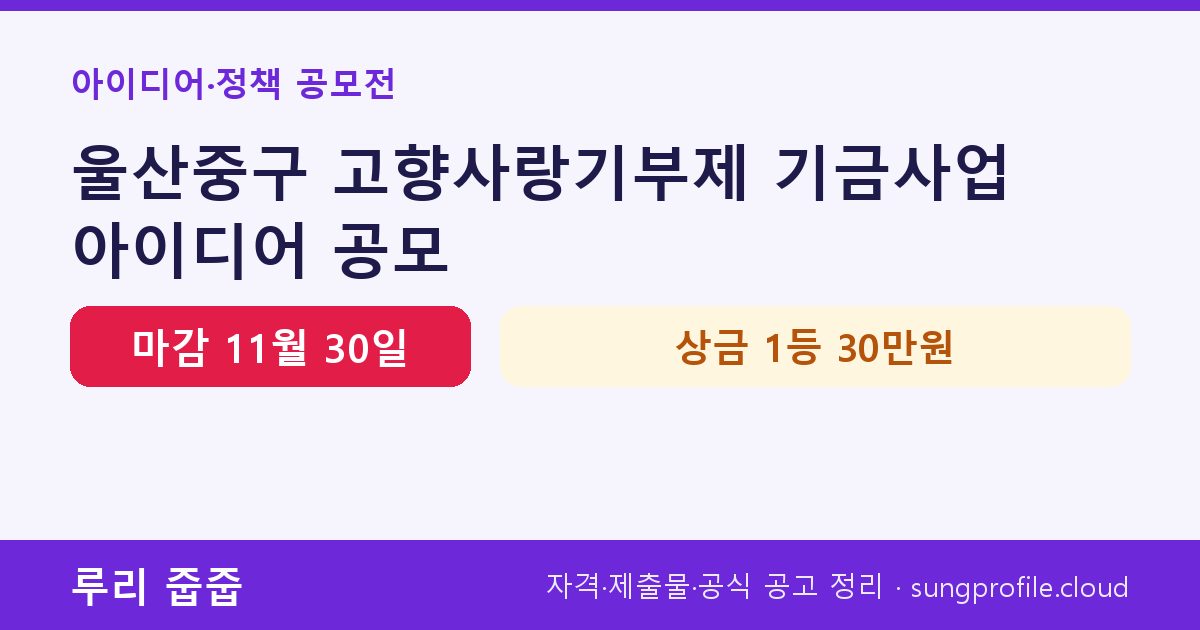 아이디어·정책 공모전
울산중구 고향사랑기부제 기금사업
아이디어 공모
마감 11월 30일
상금 1등 30만원
루리 줍줍
자격·제출물·공식 공고 정리 · sungprofile.cloud